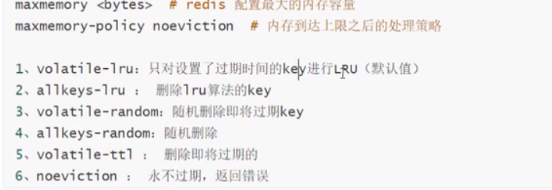 maxmemory <bytes>  # redis 配置最大的内存容量
maxmemory-policy noeviction  # 内存到达上限之后的处理策略
1、volatile-lru：只对设置了过期时间的key进行LRU（默认值）
2、allkeys-lru ： 删除lru算法的key
3、volatile-random：随机删除即将过期key
4、allkeys-random：随机删除
5、volatile-ttl ： 删除即将过期的
6、noeviction ： 永不过期，返回错误